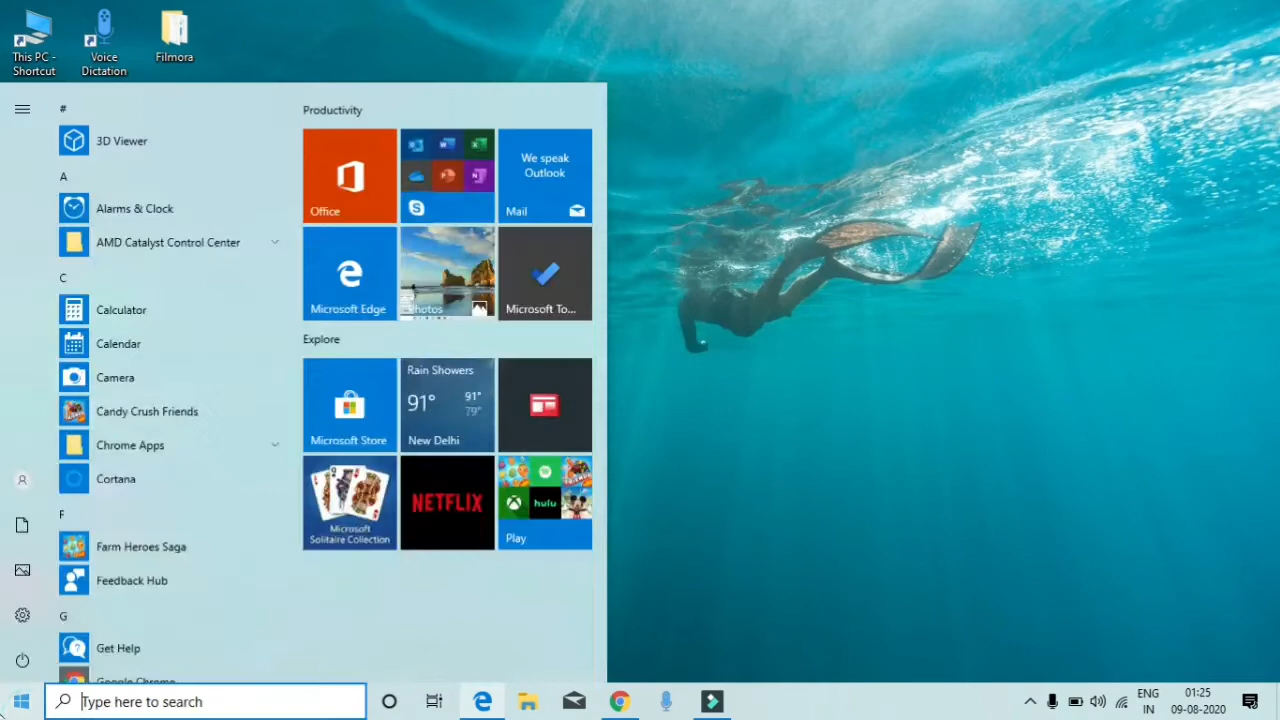 This PC -
Shortcut
Voice
Dictation
Filmora
#
3D Viewer
A
Alarms & Clock
AMD Catalyst Control Center
C
Calculator
Calendar
Camera
Candy Crush Friends
Chrome Apps
Cortana
F
Farm Heroes Saga
Feedback Hub
G
Get Help
Google Chrome
Productivity
Office
We speak
Outlook
Mail
Microsoft Edge
Photos
Microsoft To...
Explore
Microsoft Store
Rain Showers
91° 91°
79°
New Delhi
Microsoft
Solitaire Collection
NETFLIX
hulu
Play
Type here to search
ENG
IN
01:25
09-08-2020